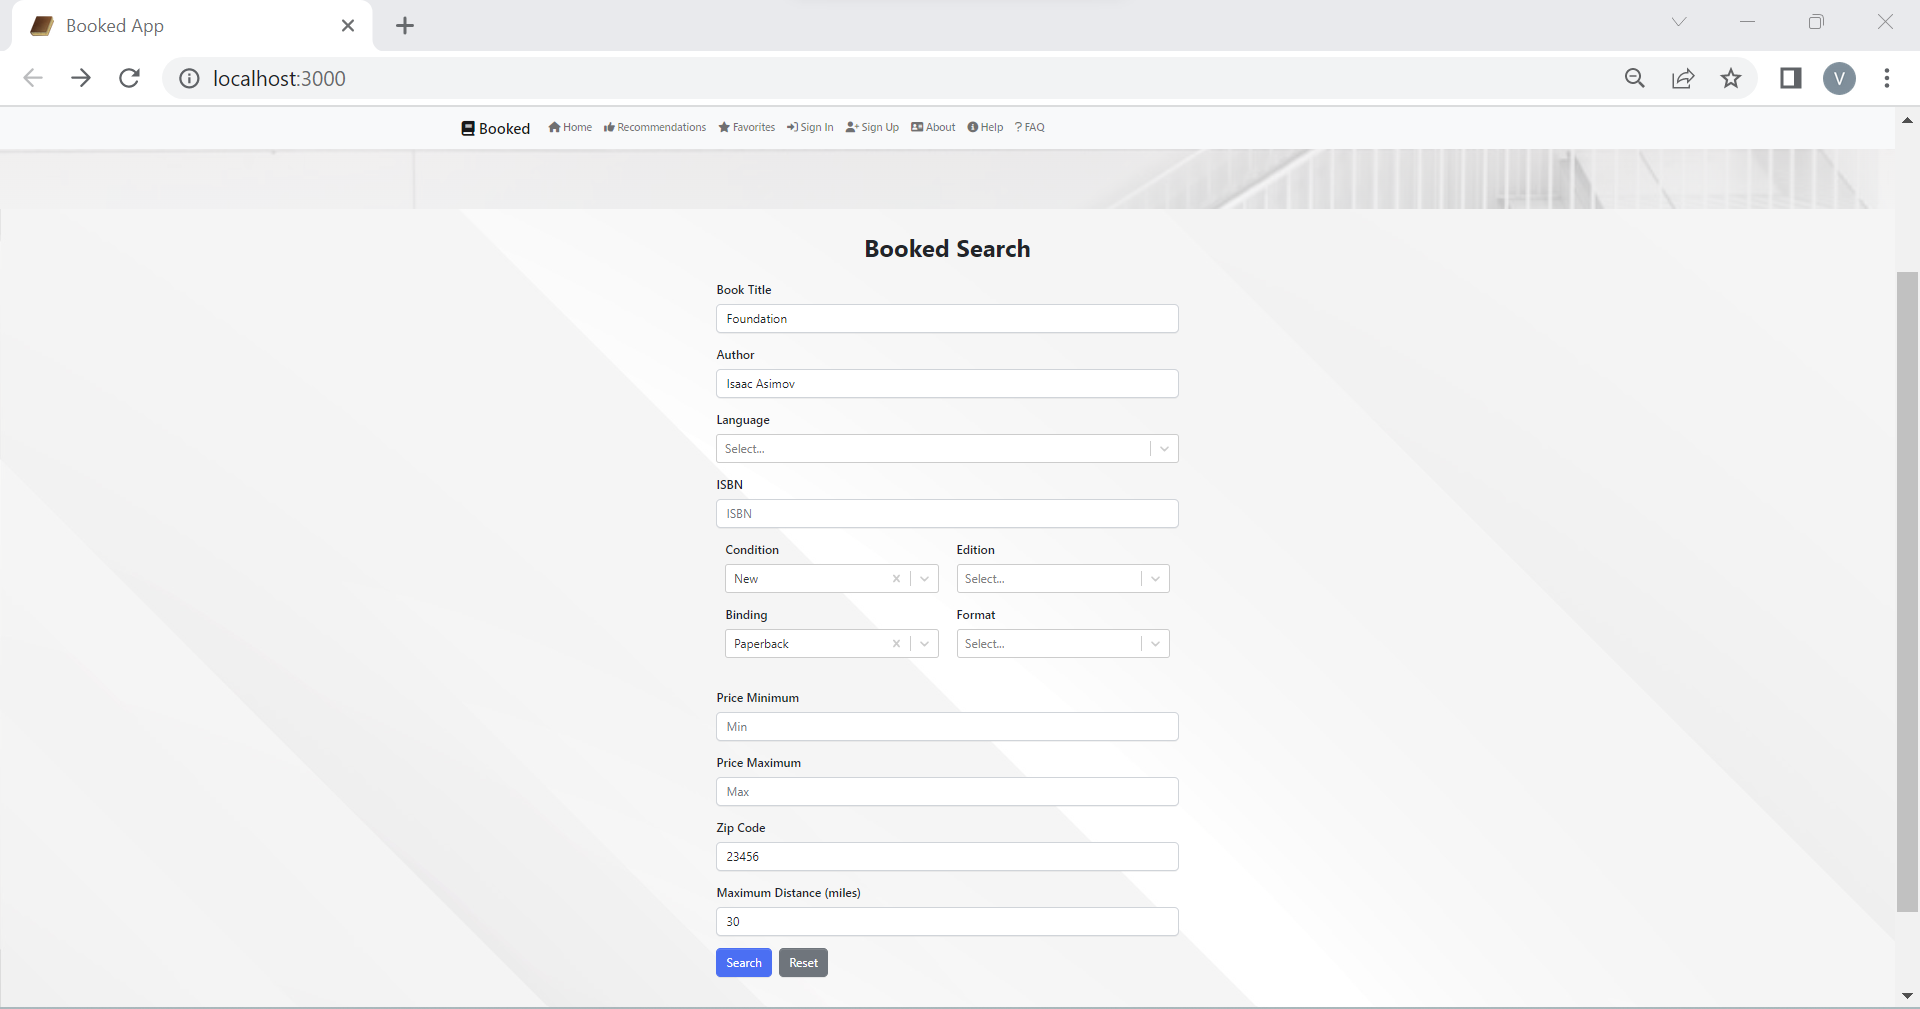 Booked App
localhost:3000
V
Booked Home Recommendations Favorites Sign In Sign Up About Help ? FAQ
Booked Search
Book Title
Foundation
Author
Isaac Asimov
Language
Select...
ISBN
ISBN
Condition Edition
New Select...
Binding Format
Paperback Select...
Price Minimum
Min
Price Maximum
Max
Zip Code
23456
Maximum Distance (miles)
30
Search Reset